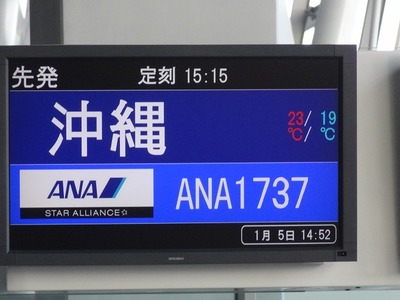 先発 定刻 15:15
沖縄 23/ 19
℃/ ℃
ANA ANA1737
STAR ALLIANCE
1月 5日 14:52
MITSUBISHI